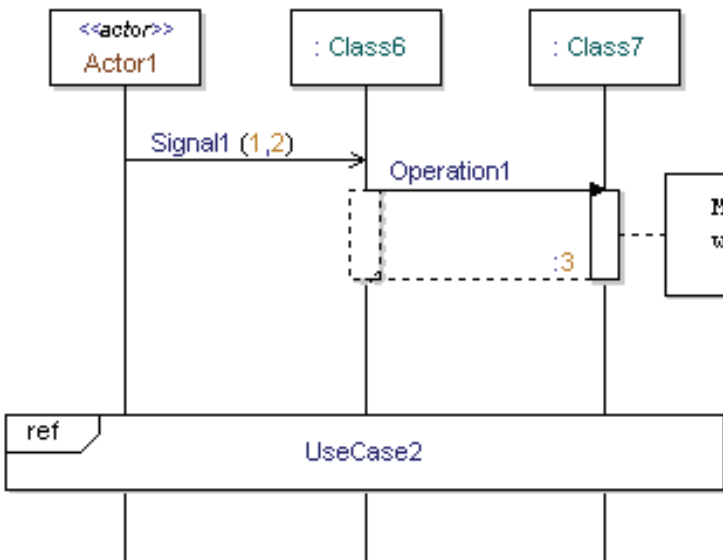 <<actor>>
Actor1
: Class6
: Class7
Signal1 (1,2)
Operation1
:3
ref
UseCase2